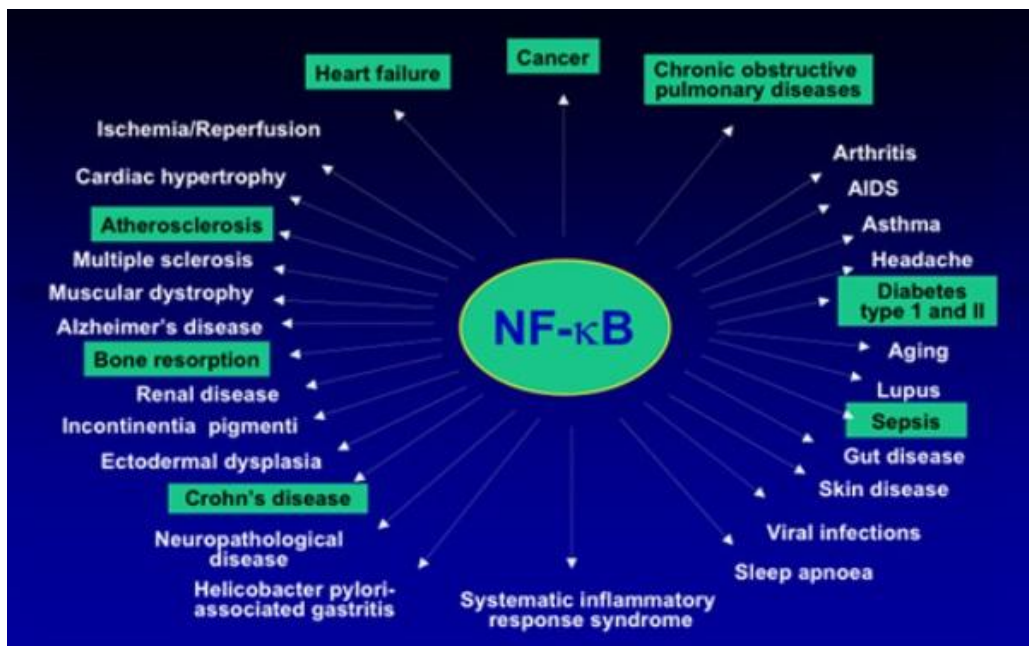 Heart failure
Cancer
Chronic obstructive
pulmonary diseases
Ischemia/Reperfusion
Cardiac hypertrophy
Atherosclerosis
Multiple sclerosis
Muscular dystrophy
Alzheimer's disease
Bone resorption
Renal disease
Incontinentia pigmenti
Ectodermal dysplasia
Crohn's disease
Neuropathological
disease
Helicobacter pylori-
associated gastritis
NF-κB
Systematic inflammatory
response syndrome
Arthritis
AIDS
Asthma
Headache
Diabetes
type 1 and II
Aging
Lupus
Sepsis
Gut disease
Skin disease
Viral infections
Sleep apnoea